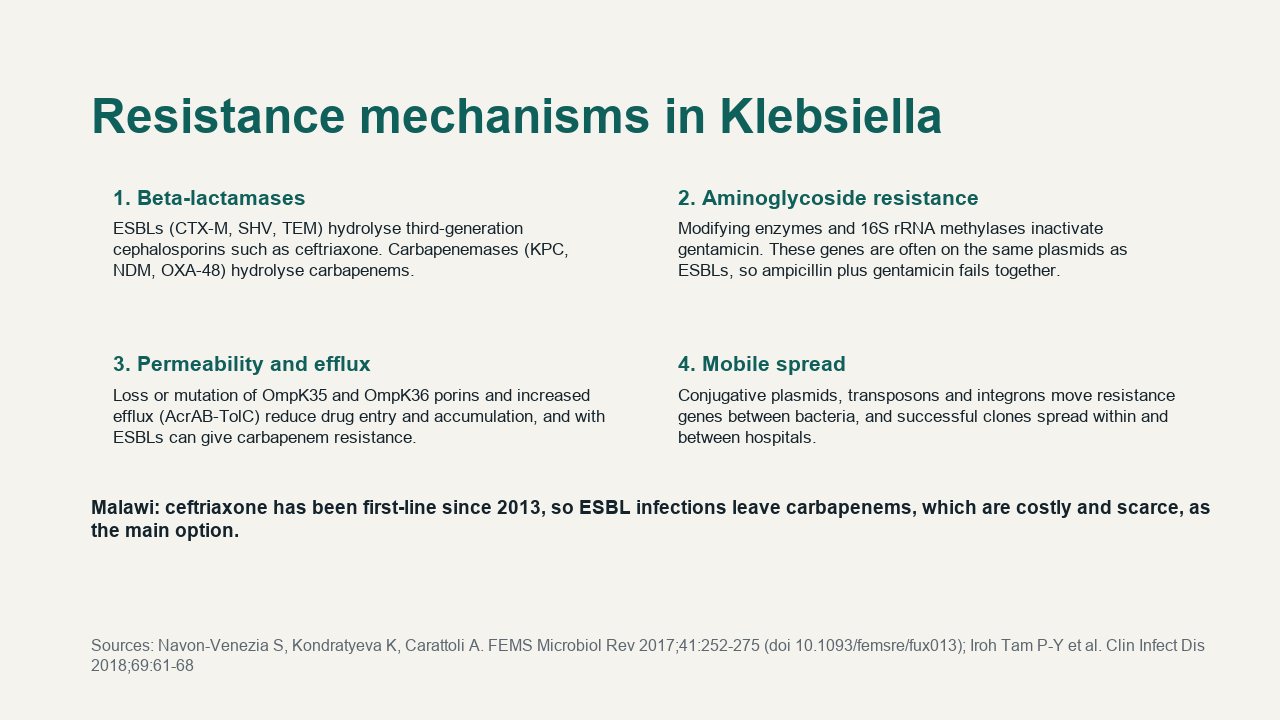 Resistance mechanisms in Klebsiella
1. Beta-lactamases
ESBLs (CTX-M, SHV, TEM) hydrolyse third-generation
cephalosporins such as ceftriaxone. Carbapenemases (KPC,
NDM, OXA-48) hydrolyse carbapenems.
2. Aminoglycoside resistance
Modifying enzymes and 16S rRNA methylases inactivate
gentamicin. These genes are often on the same plasmids as
ESBLs, so ampicillin plus gentamicin fails together.
3. Permeability and efflux
Loss or mutation of OmpK35 and OmpK36 porins and increased
efflux (AcrAB-TolC) reduce drug entry and accumulation, and with
ESBLs can give carbapenem resistance.
4. Mobile spread
Conjugative plasmids, transposons and integrons move resistance
genes between bacteria, and successful clones spread within and
between hospitals.
Malawi: ceftriaxone has been first-line since 2013, so ESBL infections leave carbapenems, which are costly and scarce, as
the main option.
Sources: Navon-Venezia S, Kondratyeva K, Carattoli A. FEMS Microbiol Rev 2017;41:252-275 (doi 10.1093/femsre/fux013); Iroh Tam P-Y et al. Clin Infect Dis
2018;69:61-68